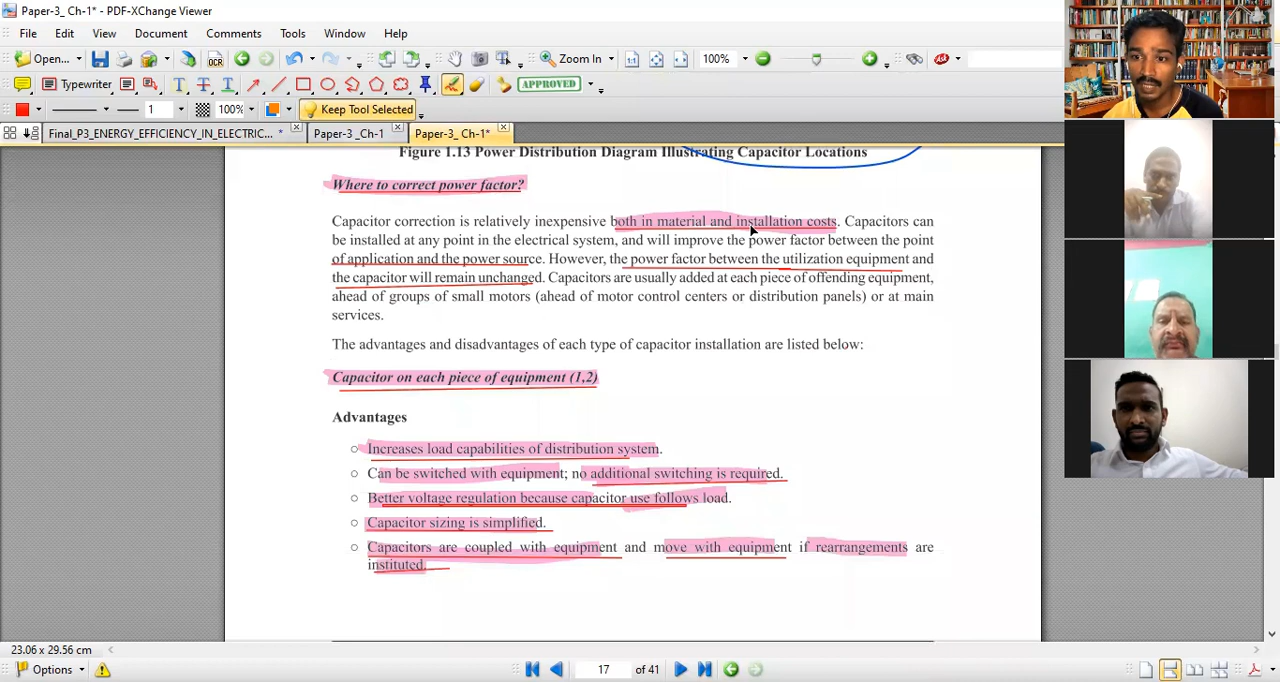 Paper-3_ Ch-1* - PDF-XChange Viewer
File Edit View Document Comments Tools Window Help
Open... OCR Zoom In 100%
Typewriter APPROVED
1 100% Keep Tool Selected
Final_P3_ENERGY_EFFICIENCY_IN_ELECTRIC... * Paper-3 _Ch-1 Paper-3_ Ch-1*
Figure 1.13 Power Distribution Diagram Illustrating Capacitor Locations
Where to correct power factor?
Capacitor correction is relatively inexpensive both in material and installation costs. Capacitors can
be installed at any point in the electrical system, and will improve the power factor between the point
of application and the power source. However, the power factor between the utilization equipment and
the capacitor will remain unchanged. Capacitors are usually added at each piece of offending equipment,
ahead of groups of small motors (ahead of motor control centers or distribution panels) or at main
services.
The advantages and disadvantages of each type of capacitor installation are listed below:
Capacitor on each piece of equipment (1,2)
Advantages
Increases load capabilities of distribution system.
Can be switched with equipment; no additional switching is required.
Better voltage regulation because capacitor use follows load.
Capacitor sizing is simplified.
Capacitors are coupled with equipment and move with equipment if rearrangements are
instituted.
23.06 x 29.56 cm
Options 17 of 41